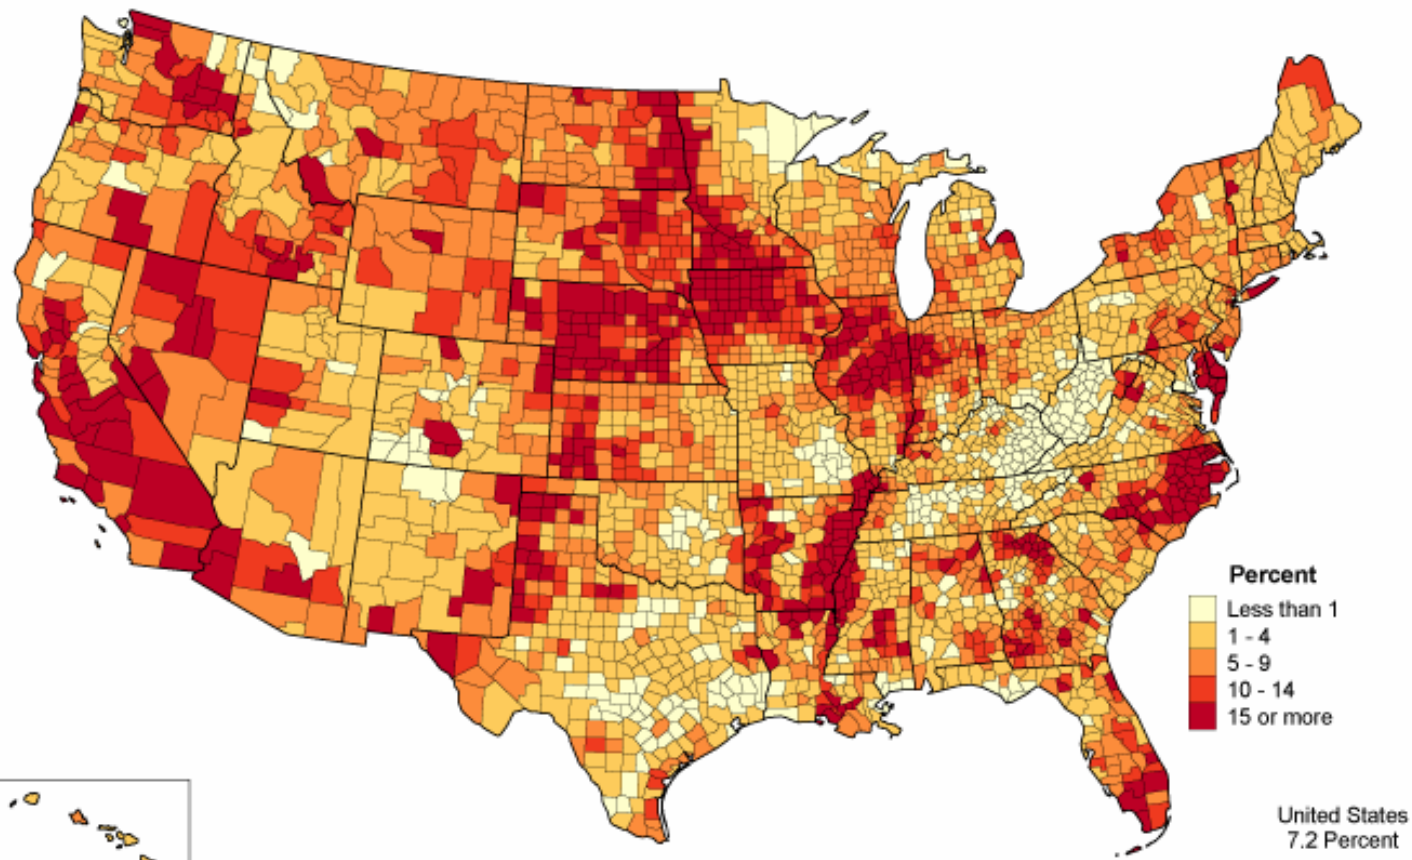 Percent
Less than 1
1 - 4
5 - 9
10 - 14
15 or more
United States
7.2 Percent